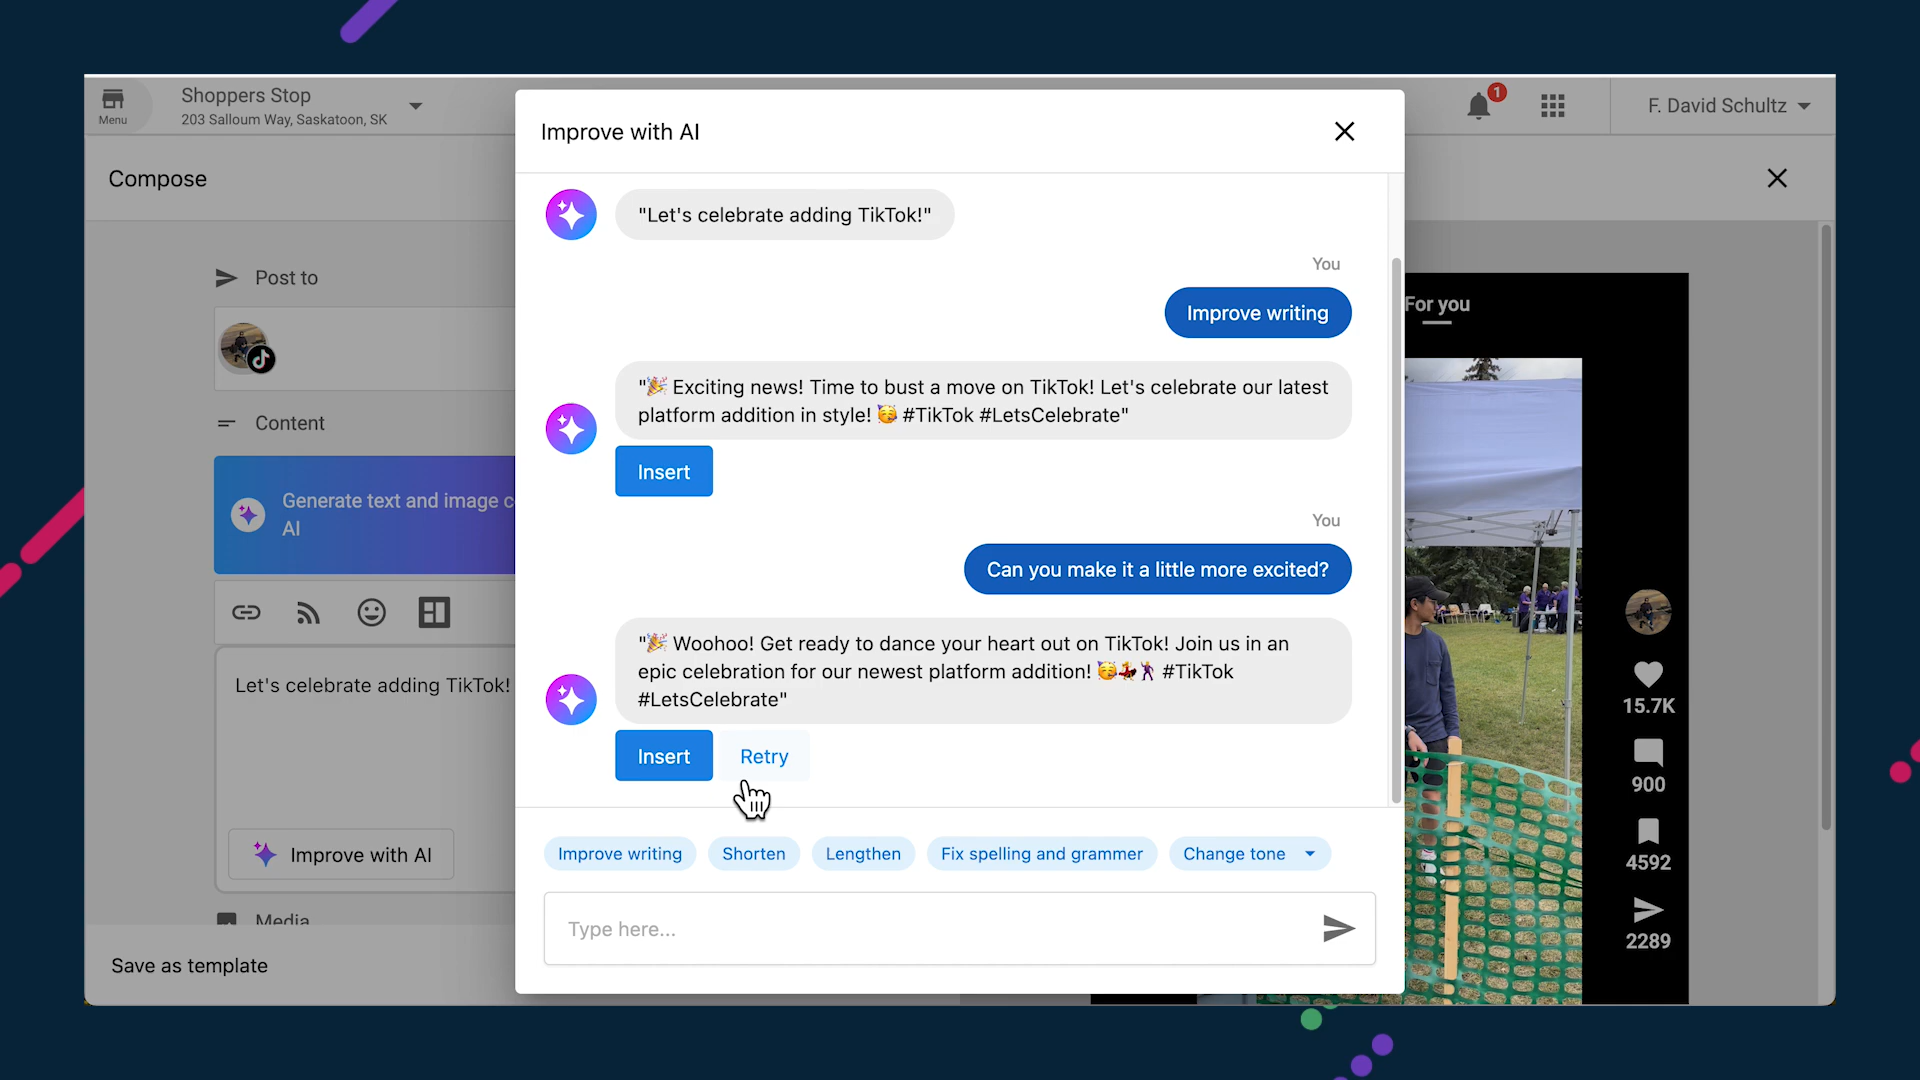 Menu
Shoppers Stop
203 Salloum Way, Saskatoon, SK
1
F. David Schultz
Compose
Post to
Content
Generate text and image c
AI
Let's celebrate adding TikTok!
Improve with AI
Media
Save as template
Improve with AI
"Let's celebrate adding TikTok!"
You
Improve writing
"🎉 Exciting news! Time to bust a move on TikTok! Let's celebrate our latest
platform addition in style! 🥳 #TikTok #LetsCelebrate"
Insert
You
Can you make it a little more excited?
"🎉 Woohoo! Get ready to dance your heart out on TikTok! Join us in an
epic celebration for our newest platform addition! 🥳💃🕺 #TikTok
#LetsCelebrate"
Insert
Retry
Improve writing
Shorten
Lengthen
Fix spelling and grammer
Change tone
Type here...
For you
15.7K
900
4592
2289